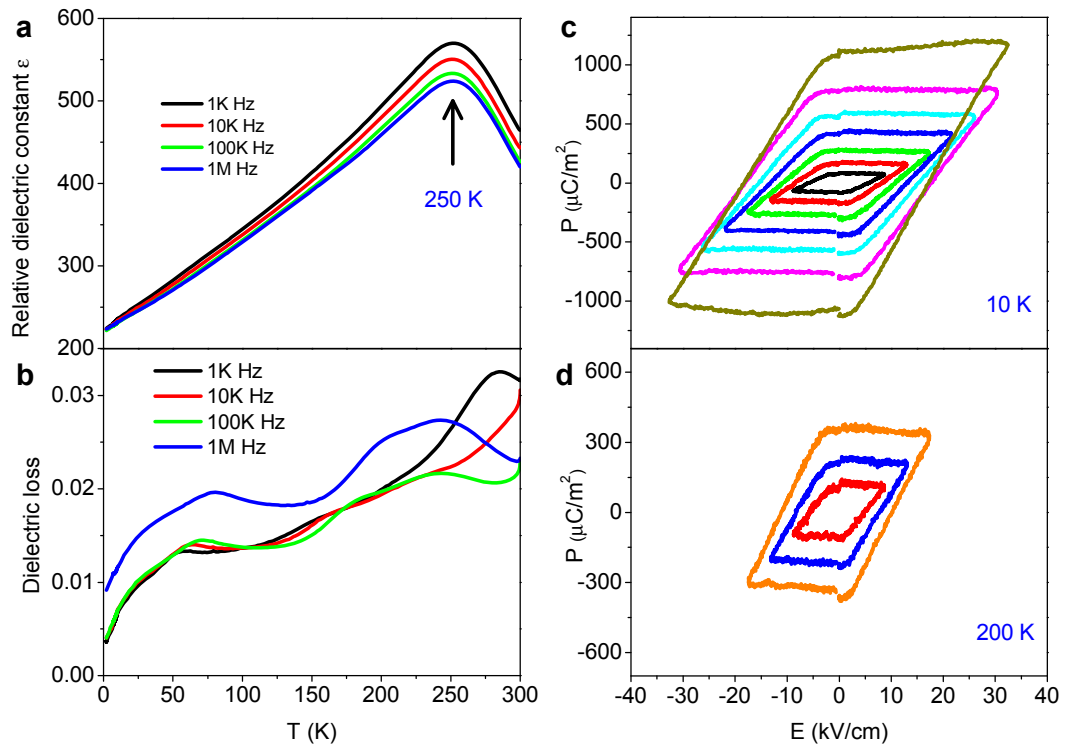 a
Relative dielectric constant ε
600
500
400
300
200
1K Hz
10K Hz
100K Hz
1M Hz
250 K
b
Dielectric loss
0.03
0.02
0.01
0.00
1K Hz
10K Hz
100K Hz
1M Hz
0 50 100 150 200 250 300
T (K)
c
P (μC/m²)
1000
500
0
-500
-1000
10 K
d
P (μC/m²)
600
300
0
-300
-600
200 K
-40 -30 -20 -10 0 10 20 30 40
E (kV/cm)